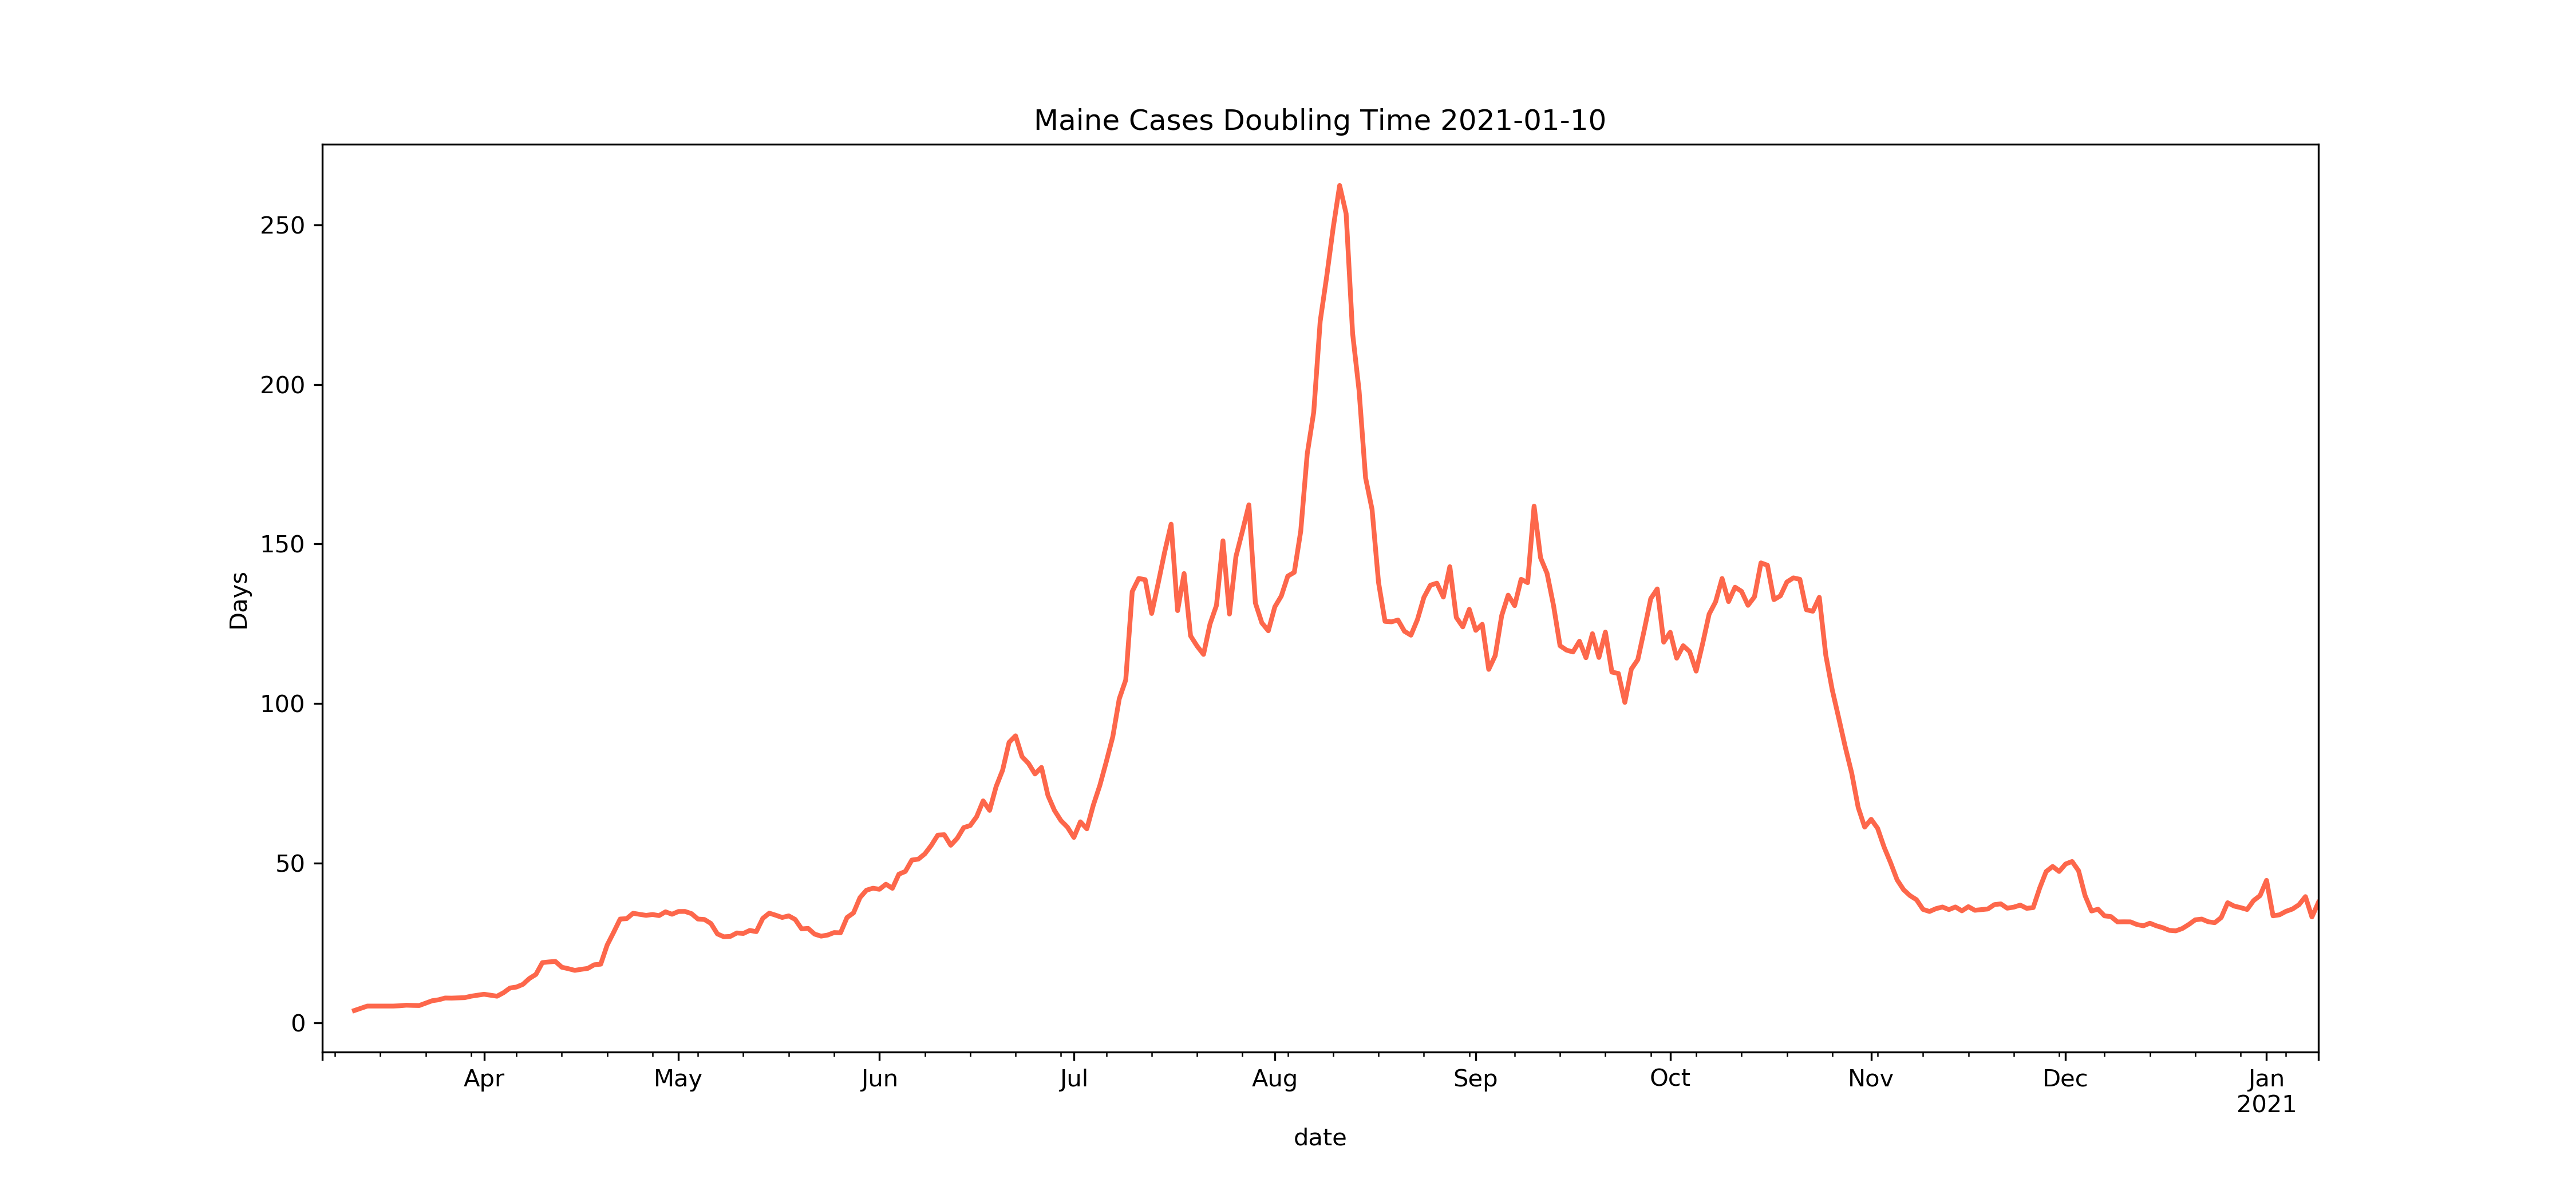 Maine Cases Doubling Time 2021-01-10
250
200
150
100
50
0
Days
Apr May Jun Jul Aug Sep Oct Nov Dec Jan
2021
date